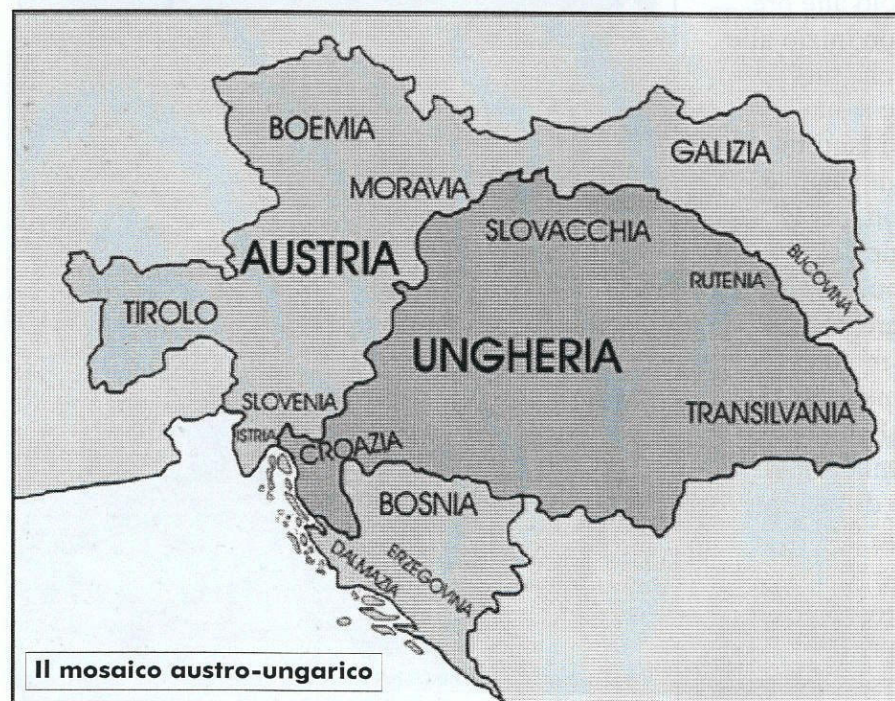 BOEMIA
GALIZIA
MORAVIA
SLOVACCHIA
AUSTRIA
BUCOVINA
RUTENIA
TIROLO
UNGHERIA
SLOVENIA
TRANSILVANIA
ISTRIA
CROAZIA
BOSNIA
DALMAZIA
ERZEGOVINA
Il mosaico austro-ungarico